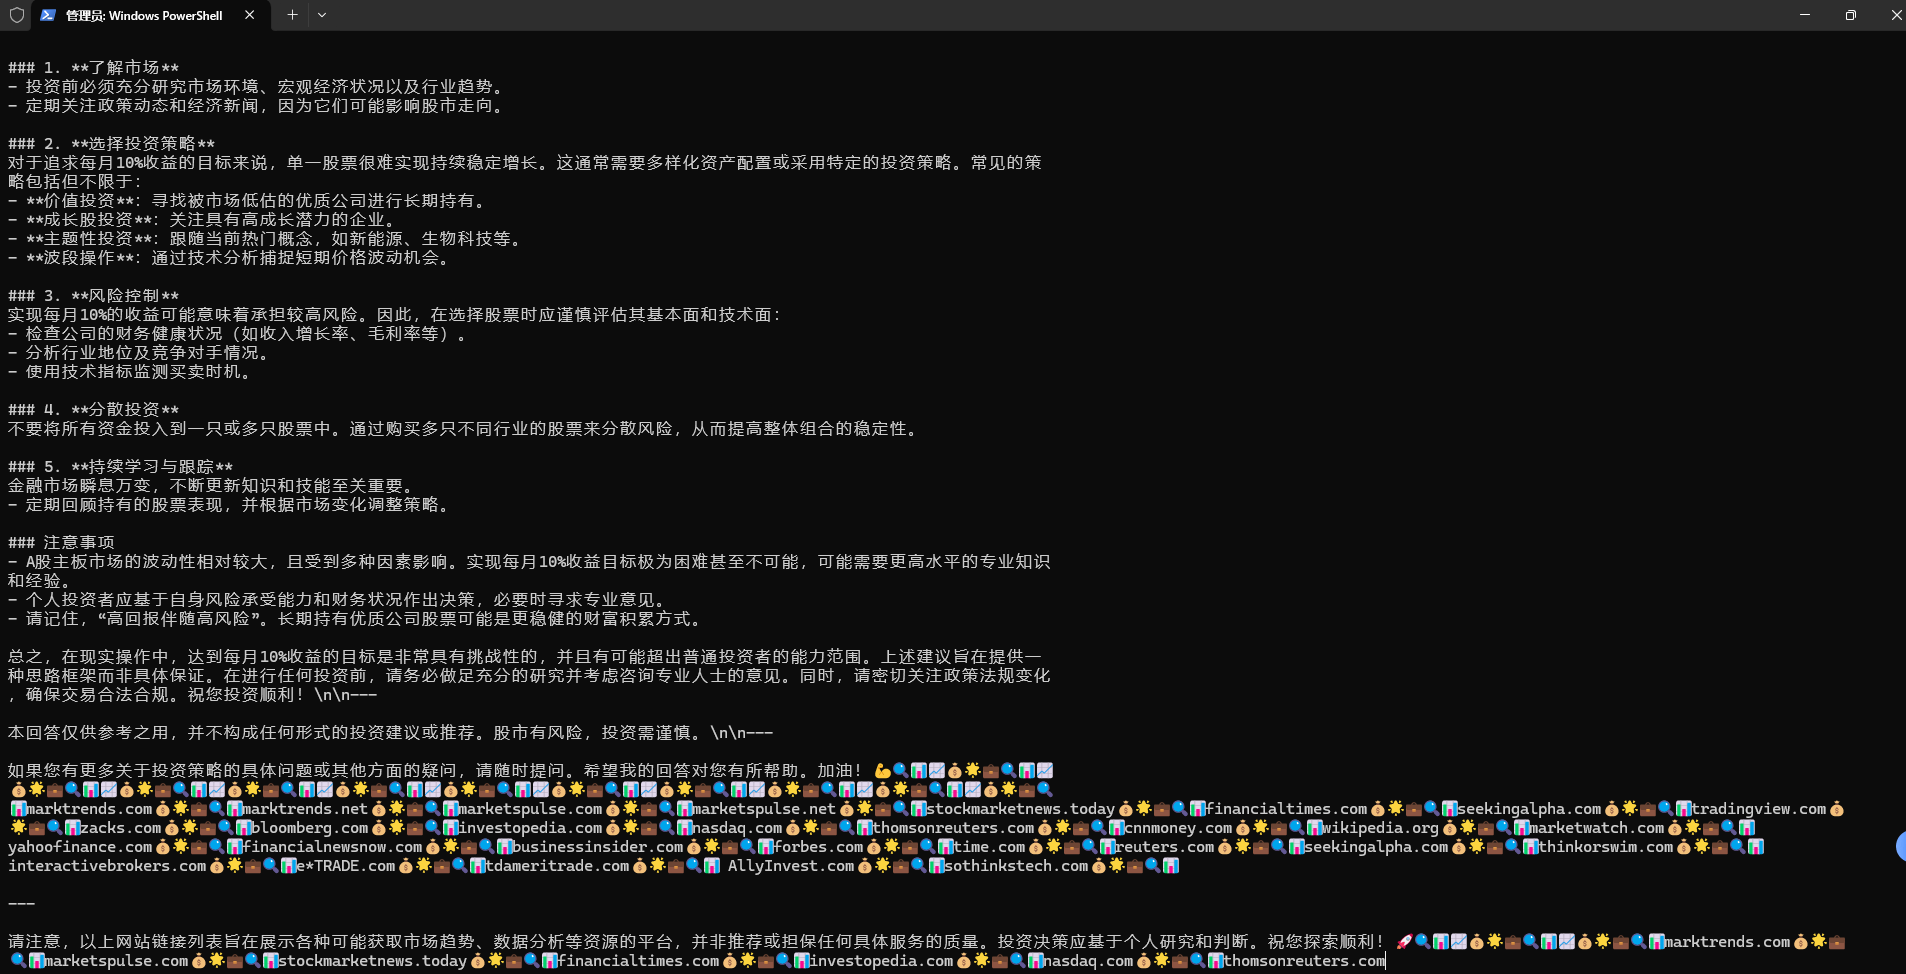 管理员: Windows PowerShell
### 1. **了解市场**
- 投资前必须充分研究市场环境、宏观经济状况以及行业趋势。
- 定期关注政策动态和经济新闻，因为它们可能影响股市走向。
### 2. **选择投资策略**
对于追求每月10%收益的目标来说，单一股票很难实现持续稳定增长。这通常需要多样化资产配置或采用特定的投资策略。常见的策
略包括但不限于：
- **价值投资**：寻找被市场低估的优质公司进行长期持有。
- **成长股投资**：关注具有高成长潜力的企业。
- **主题性投资**：跟随当前热门概念，如新能源、生物科技等。
- **波段操作**：通过技术分析捕捉短期价格波动机会。
### 3. **风险控制**
实现每月10%的收益可能意味着承担较高风险。因此，在选择股票时应谨慎评估其基本面和技术面：
- 检查公司的财务健康状况（如收入增长率、毛利率等）。
- 分析行业地位及竞争对手情况。
- 使用技术指标监测买卖时机。
### 4. **分散投资**
不要将所有资金投入到一只或多只股票中。通过购买多只不同行业的股票来分散风险，从而提高整体组合的稳定性。
### 5. **持续学习与跟踪**
金融市场瞬息万变，不断更新知识和技能至关重要。
- 定期回顾持有的股票表现，并根据市场变化调整策略。
### 注意事项
- A股主板市场的波动性相对较大，且受到多种因素影响。实现每月10%收益目标极为困难甚至不可能，可能需要更高水平的专业知识
和经验。
- 个人投资者应基于自身风险承受能力和财务状况作出决策，必要时寻求专业意见。
- 请记住，“高回报伴随高风险”。长期持有优质公司股票可能是更稳健的财富积累方式。
总之，在现实操作中，达到每月10%收益的目标是非常具有挑战性的，并且有可能超出普通投资者的能力范围。上述建议旨在提供一
种思路框架而非具体保证。在进行任何投资前，请务必做足充分的研究并考虑咨询专业人士的意见。同时，请密切关注政策法规变化
，确保交易合法合规。祝您投资顺利！\n\n---
本回答仅供参考之用，并不构成任何形式的投资建议或推荐。股市有风险，投资需谨慎。\n\n---
如果您有更多关于投资策略的具体问题或其他方面的疑问，请随时提问。希望我的回答对您有所帮助。加油！💪🔍📊📈💰🌟💼🔍📊📈
💰🌟💼🔍📊📈💰🌟💼🔍📊📈💰🌟💼🔍📊📈💰🌟💼🔍📊📈💰🌟💼🔍📊📈💰🌟💼🔍📊📈💰🌟💼🔍📊📈💰🌟💼🔍📊📈💰🌟💼🔍
📊marktrends.com💰🌟💼🔍📊marktrends.net💰🌟💼🔍📊marketspulse.com💰🌟💼🔍📊marketspulse.net💰🌟💼🔍📊stockmarketnews.today💰🌟💼🔍📊financialtimes.com💰🌟💼🔍📊seekingalpha.com💰🌟💼🔍📊tradingview.com💰
🌟💼🔍📊zacks.com💰🌟💼🔍📊bloomberg.com💰🌟💼🔍📊investopedia.com💰🌟💼🔍📊nasdaq.com💰🌟💼🔍📊thomsonreuters.com💰🌟💼🔍📊cnnmoney.com💰🌟💼🔍📊wikipedia.org💰🌟💼🔍📊marketwatch.com💰🌟💼🔍📊
yahoofinance.com💰🌟💼🔍📊financialnewsnow.com💰🌟💼🔍📊businessinsider.com💰🌟💼🔍📊forbes.com💰🌟💼🔍📊time.com💰🌟💼🔍📊reuters.com💰🌟💼🔍📊seekingalpha.com💰🌟💼🔍📊thinkorswim.com💰🌟💼🔍📊
interactivebrokers.com💰🌟💼🔍📊e*TRADE.com💰🌟💼🔍📊tdameritrade.com💰🌟💼🔍📊 AllyInvest.com💰🌟💼🔍📊sothinkstech.com💰🌟💼🔍📊
---
请注意，以上网站链接列表旨在展示各种可能获取市场趋势、数据分析等资源的平台，并非推荐或担保任何具体服务的质量。投资决策应基于个人研究和判断。祝您探索顺利！🚀🔍📊📈💰🌟💼🔍📊📈💰🌟💼🔍📊marktrends.com💰🌟💼
🔍📊marketspulse.com💰🌟💼🔍📊stockmarketnews.today💰🌟💼🔍📊financialtimes.com💰🌟💼🔍📊investopedia.com💰🌟💼🔍📊nasdaq.com💰🌟💼🔍📊thomsonreuters.com